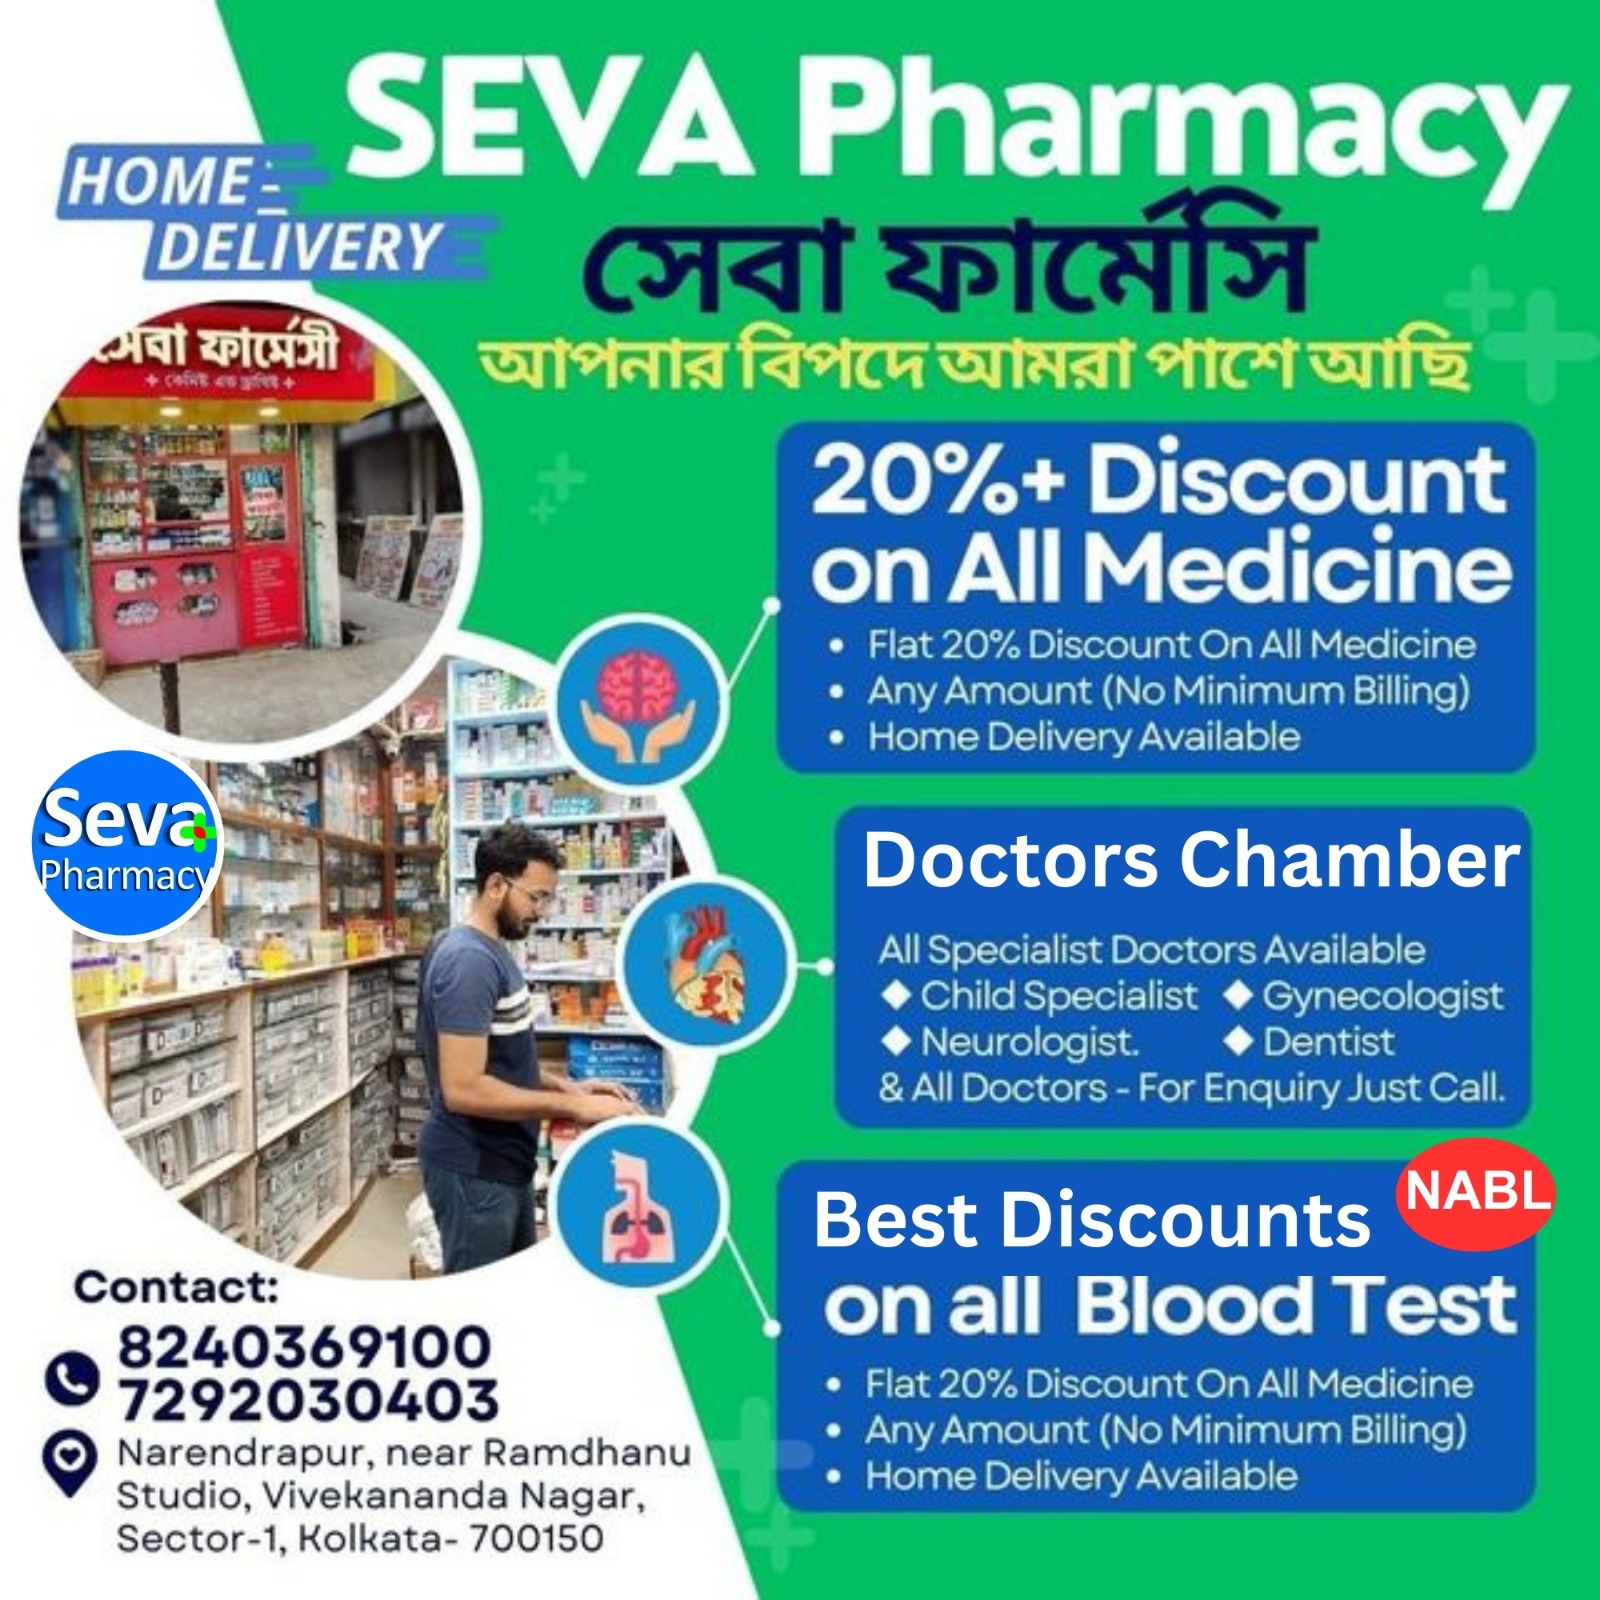 SEVA Pharmacy
HOME
DELIVERY
সেবা ফার্মেসি
আপনার বিপদে আমরা পাশে আছি
সেবা ফার্মেসী
20%+ Discount
on All Medicine
• Flat 20% Discount On All Medicine
• Any Amount (No Minimum Billing)
• Home Delivery Available
Seva
Pharmacy
Doctors Chamber
All Specialist Doctors Available
◆ Child Specialist ◆ Gynecologist
◆ Neurologist. ◆ Dentist
& All Doctors - For Enquiry Just Call.
NABL
Best Discounts
on all Blood Test
• Flat 20% Discount On All Medicine
• Any Amount (No Minimum Billing)
• Home Delivery Available
Contact:
8240369100
7292030403
Narendrapur, near Ramdhanu
Studio, Vivekananda Nagar,
Sector-1, Kolkata- 700150